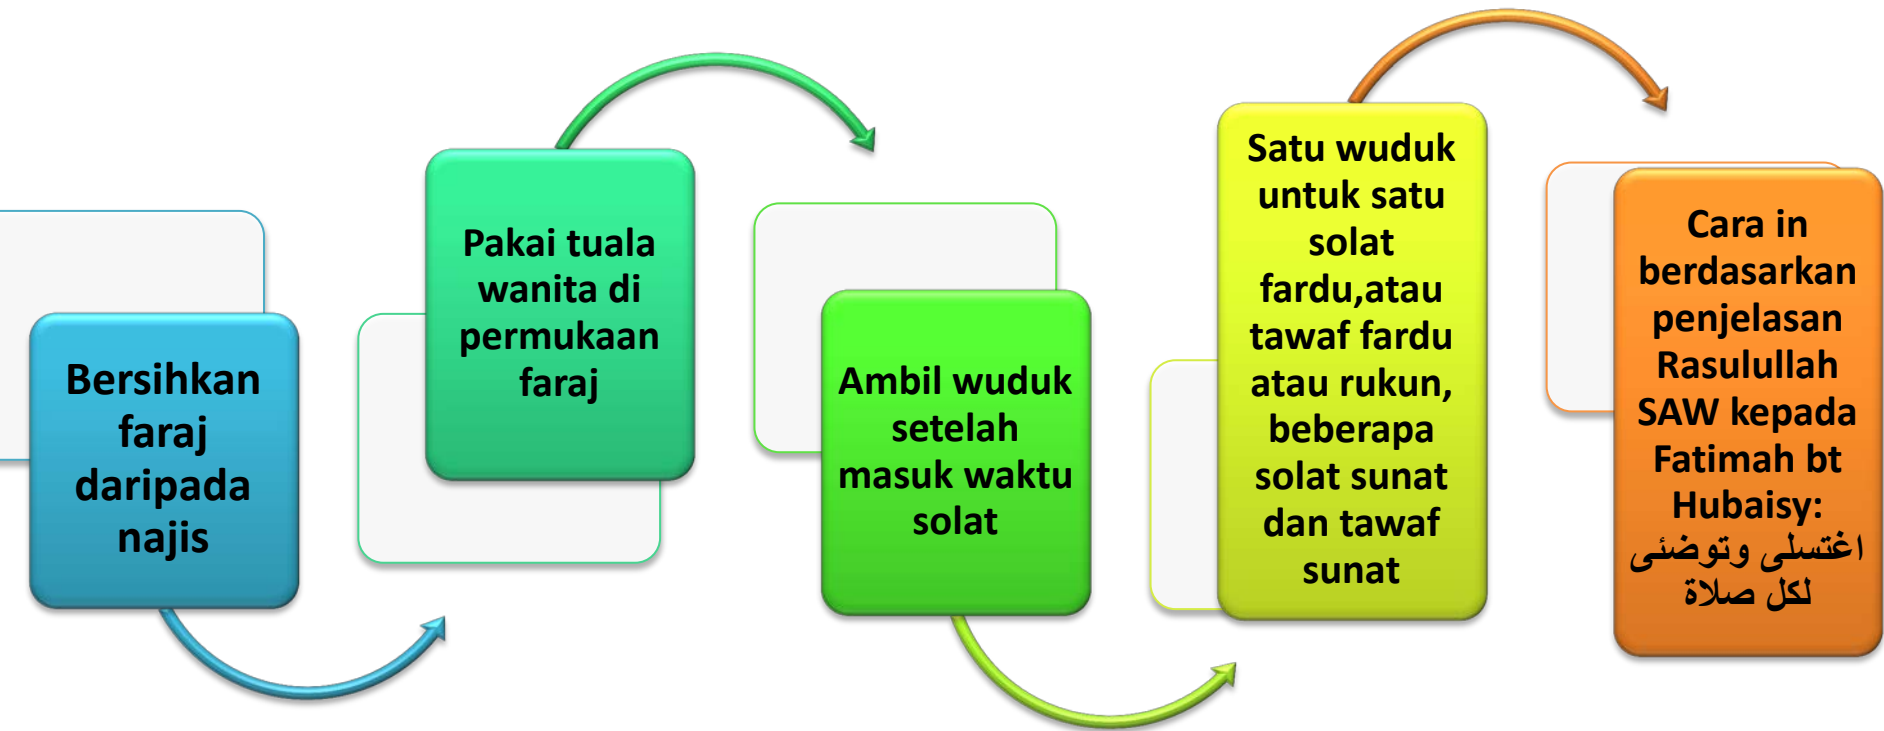 Bersihkan
faraj
daripada
najis
Pakai tuala
wanita di
permukaan
faraj
Ambil wuduk
setelah
masuk waktu
solat
Satu wuduk
untuk satu
solat
fardu,atau
tawaf fardu
atau rukun,
beberapa
solat sunat
dan tawaf
sunat
Cara in
berdasarkan
penjelasan
Rasulullah
SAW kepada
Fatimah bt
Hubaisy:
اغتسلى وتوضئى
لكل صلاة